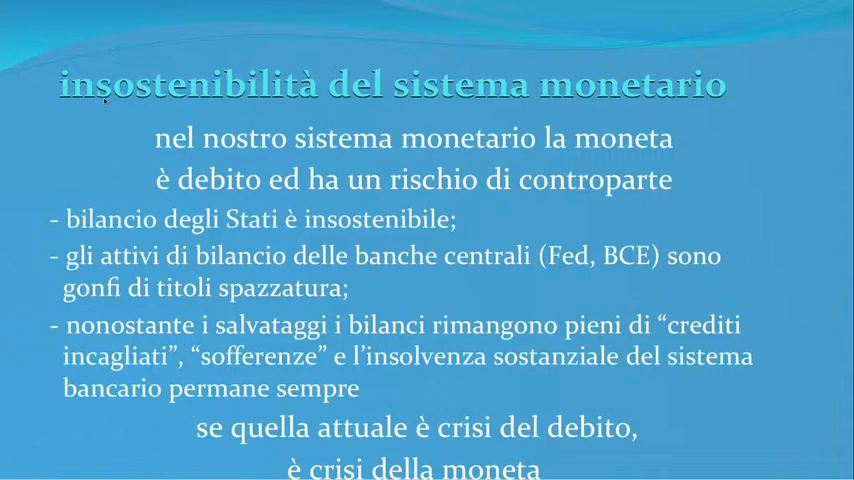 insostenibilità del sistema monetario
nel nostro sistema monetario la moneta
è debito ed ha un rischio di controparte
- bilancio degli Stati è insostenibile;
- gli attivi di bilancio delle banche centrali (Fed, BCE) sono
gonfi di titoli spazzatura;
- nonostante i salvataggi i bilanci rimangono pieni di “crediti
incagliati”, “sofferenze” e l’insolvenza sostanziale del sistema
bancario permane sempre
se quella attuale è crisi del debito,
è crisi della moneta